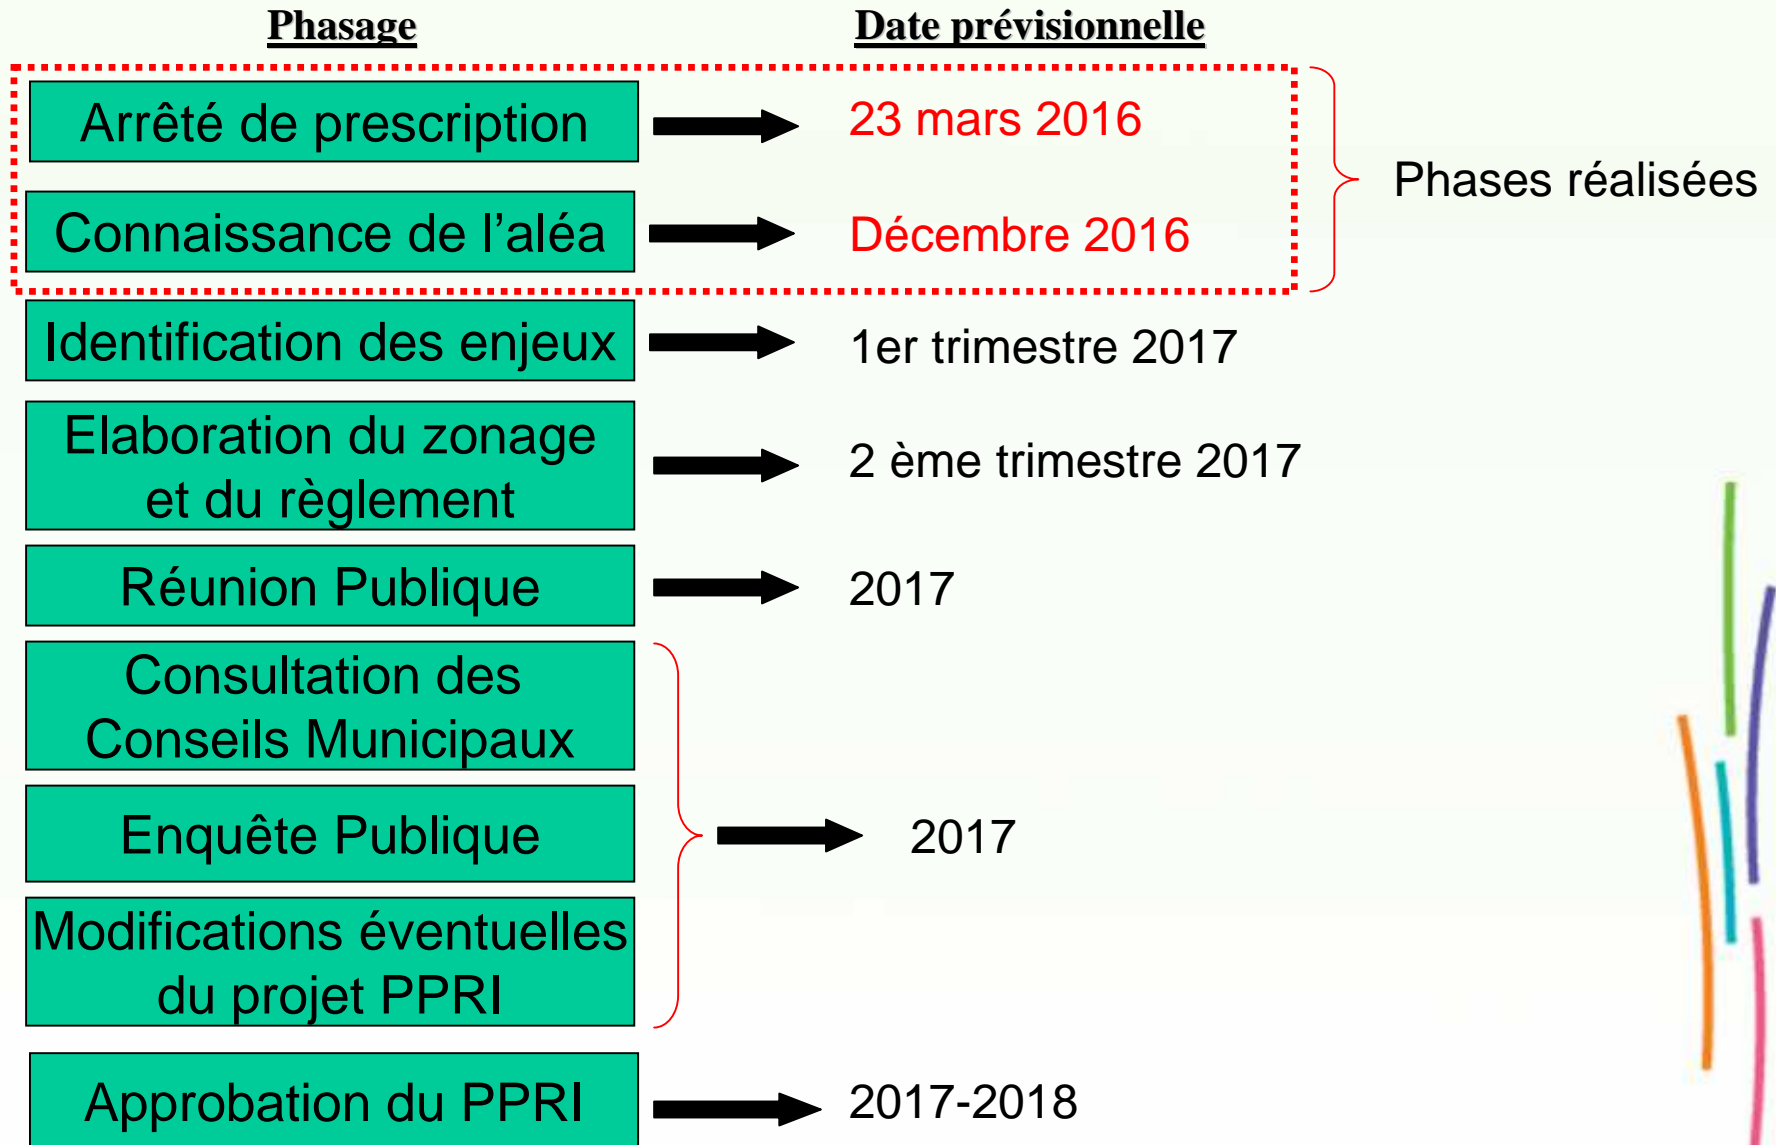 Phasage
Date prévisionnelle
Arrêté de prescription
23 mars 2016
Phases réalisées
Connaissance de l'aléa
Décembre 2016
Identification des enjeux
1er trimestre 2017
Elaboration du zonage
et du règlement
2 ème trimestre 2017
Réunion Publique
2017
Consultation des
Conseils Municipaux
Enquête Publique
2017
Modifications éventuelles
du projet PPRI
Approbation du PPRI
2017-2018